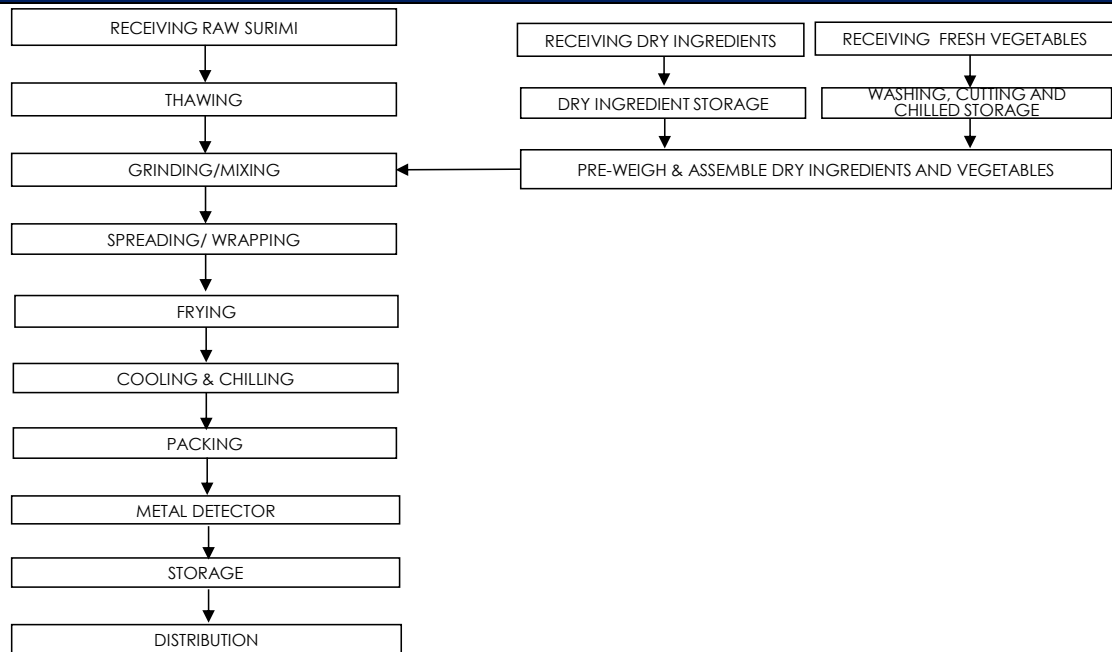 RECEIVING RAW SURIMI
THAWING
GRINDING/MIXING
SPREADING/ WRAPPING
FRYING
COOLING & CHILLING
PACKING
METAL DETECTOR
STORAGE
DISTRIBUTION
RECEIVING DRY INGREDIENTS
DRY INGREDIENT STORAGE
RECEIVING FRESH VEGETABLES
WASHING, CUTTING AND
CHILLED STORAGE
PRE-WEIGH & ASSEMBLE DRY INGREDIENTS AND VEGETABLES